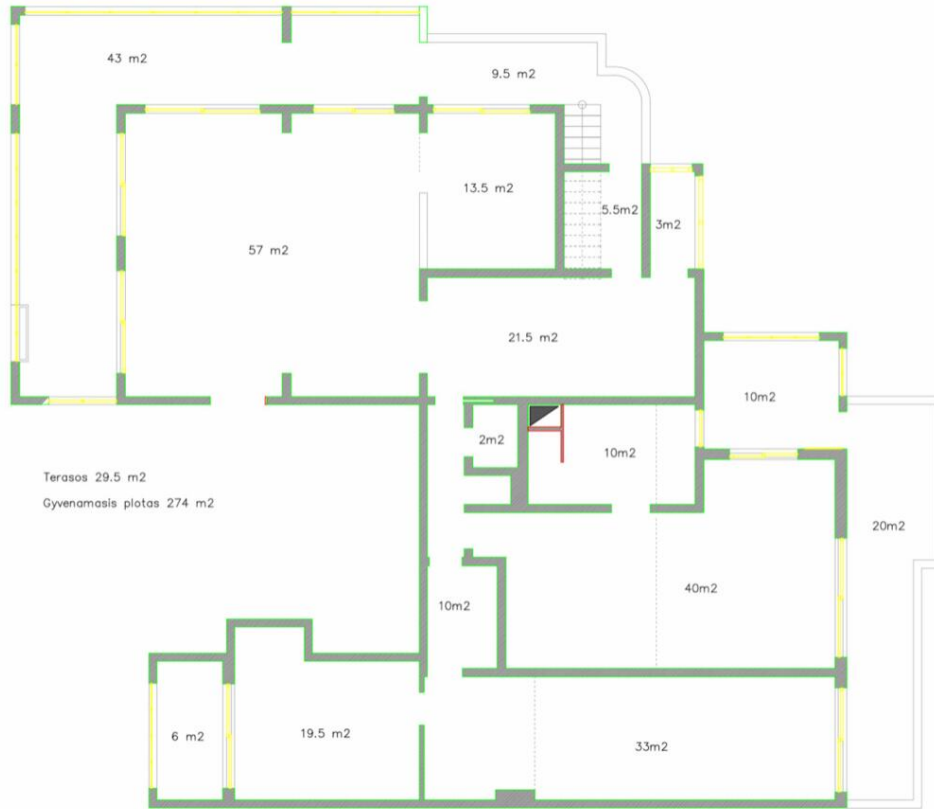 43 m2
9.5 m2
13.5 m2
5.5m2
3m2
57 m2
21.5 m2
10m2
2m2
10m2
Terasos 29.5 m2
Gyvenamasis plotas 274 m2
20m2
40m2
10m2
6 m2
19.5 m2
33m2